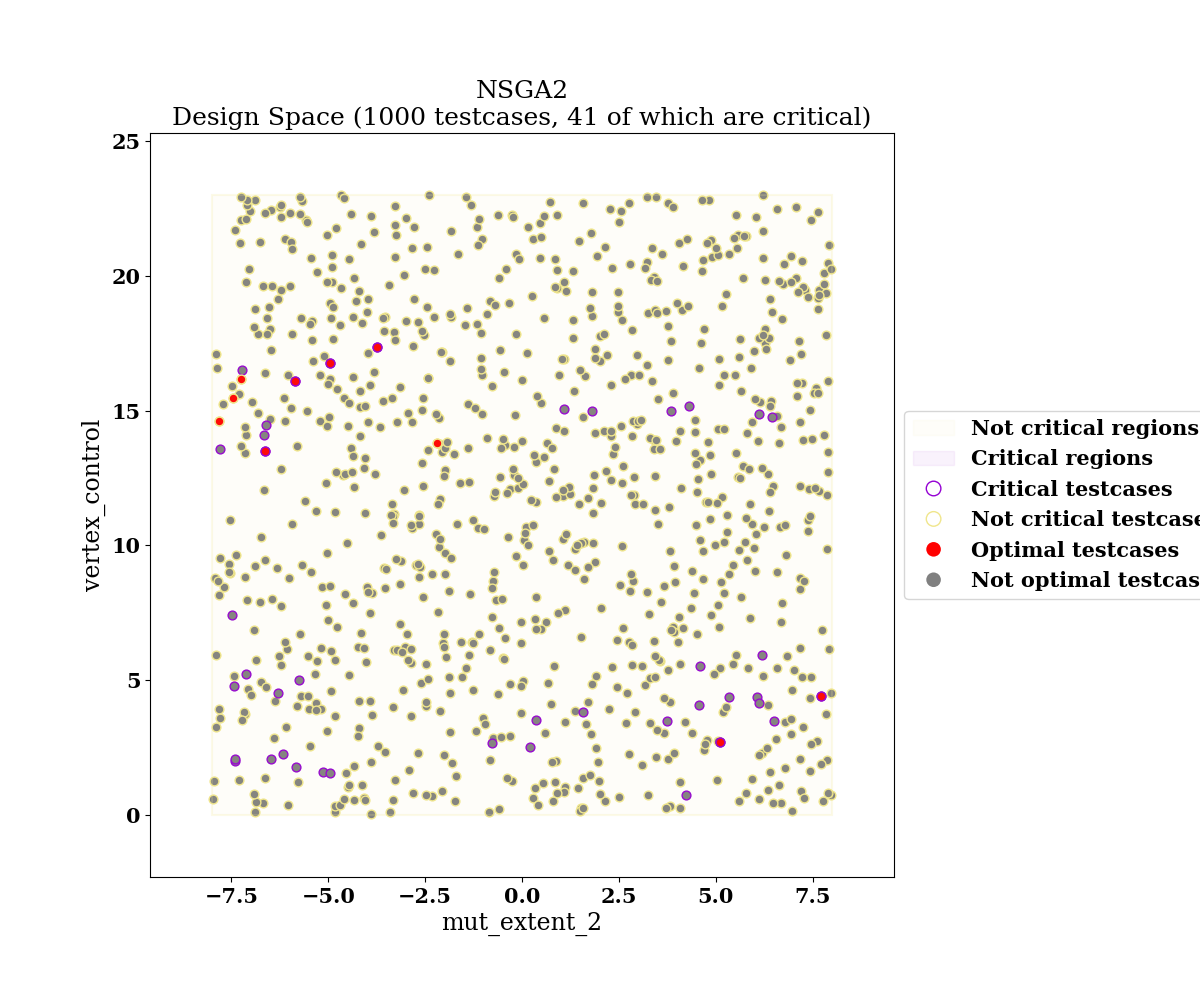 NSGA2
Design Space (1000 testcases, 41 of which are critical)
25
20
15
10
5
0
vertex_control
−7.5
−5.0
−2.5
0.0
2.5
5.0
7.5
mut_extent_2
Not critical regions
Critical regions
Critical testcases
Not critical testcase
Optimal testcases
Not optimal testcas